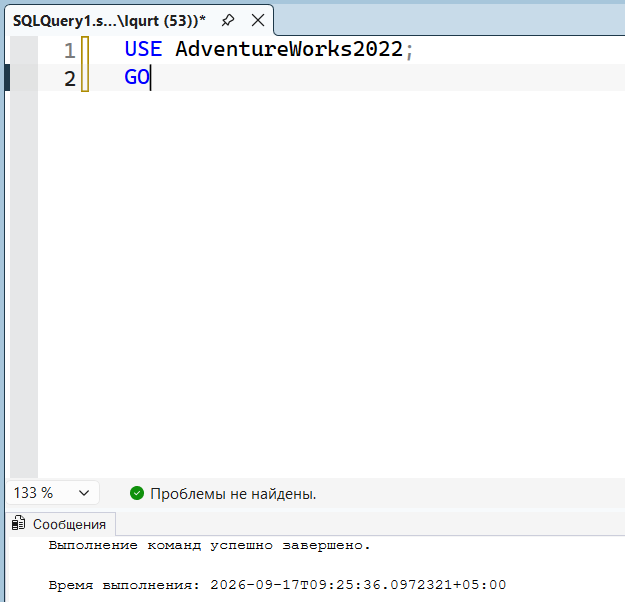 SQLQuery1.s...\lqurt (53))*
1 USE AdventureWorks2022;
2 GO
133 %
Проблемы не найдены.
Сообщения
Выполнение команд успешно завершено.
Время выполнения: 2026-09-17T09:25:36.0972321+05:00